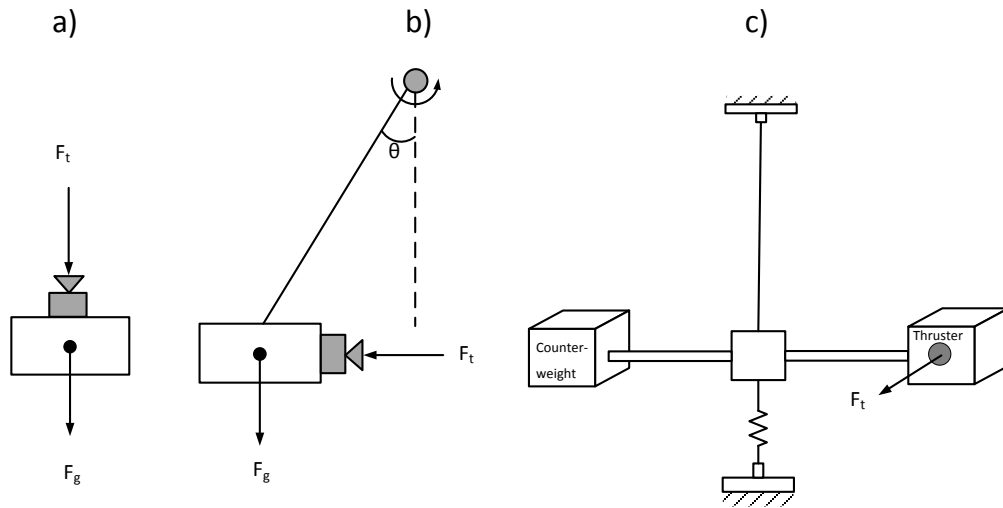 a)
b)
c)
Ft
Fg
θ
Ft
Fg
Counter-
weight
Thruster
Ft